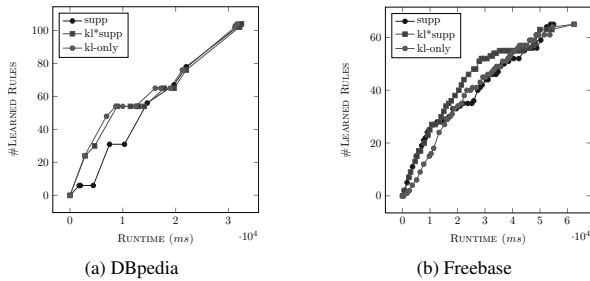 supp
kl*supp
kl-only
# LEARNED RULES
100
80
60
40
20
0
0 1 2 3
·10⁴
RUNTIME (ms)
(a) DBpedia
supp
kl*supp
kl-only
# LEARNED RULES
60
40
20
0
0 1 2 3 4 5 6
·10⁴
RUNTIME (ms)
(b) Freebase